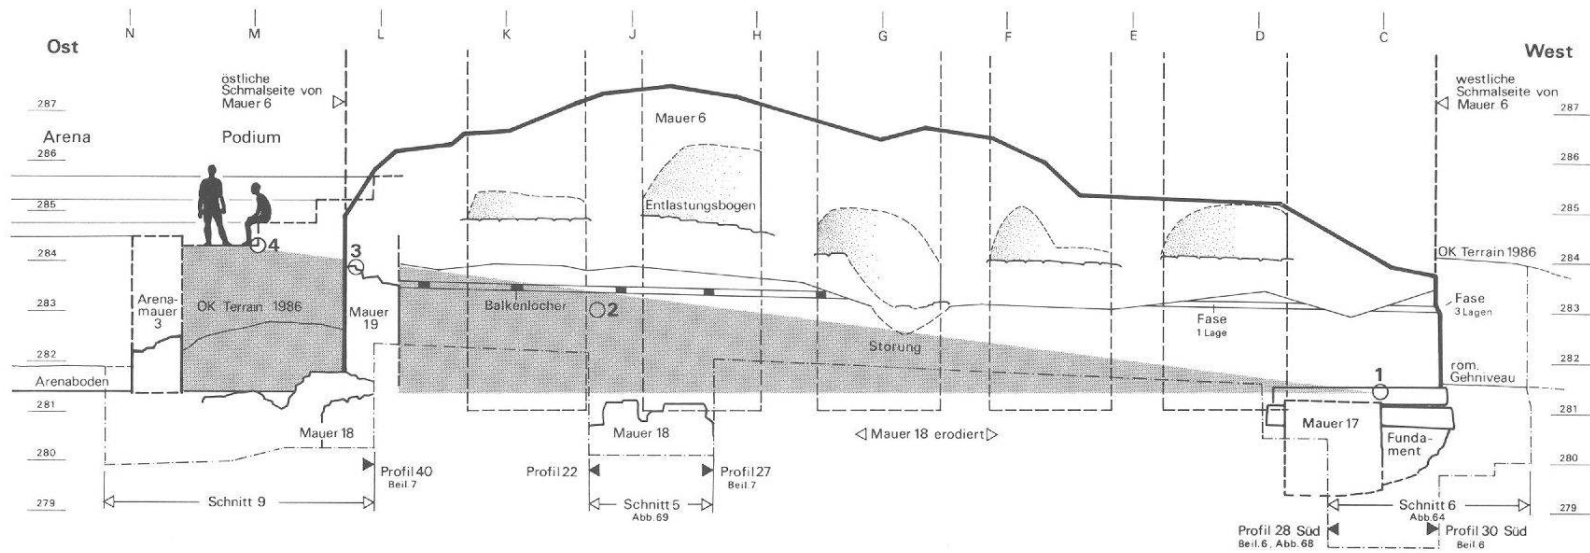 N M L K J H G F E D C
Ost
West
östliche
Schmalseite von
Mauer 6
westliche
Schmalseite von
Mauer 6
287
286
285
284
283
282
281
280
279
287
286
285
284
283
282
281
280
279
Arena
Podium
Mauer 6
Entlastungsbogen
4
3
OK Terrain 1986
OK Terrain 1986
Arena-
mauer
3
Mauer
19
Balkenlöcher
2
Fase
1 Lage
Fase
3 Lagen
Störung
Arenaboden
1
röm.
Gehniveau
Mauer 18
Mauer 18
Mauer 18 erodiert
Mauer 17
Funda-
ment
Profil 40
Beil. 7
Profil 22
Profil 27
Beil. 7
Schnitt 9
Schnitt 5
Abb. 69
Schnitt 6
Abb. 64
Profil 28 Süd
Beil. 6, Abb. 68
Profil 30 Süd
Beil. 6